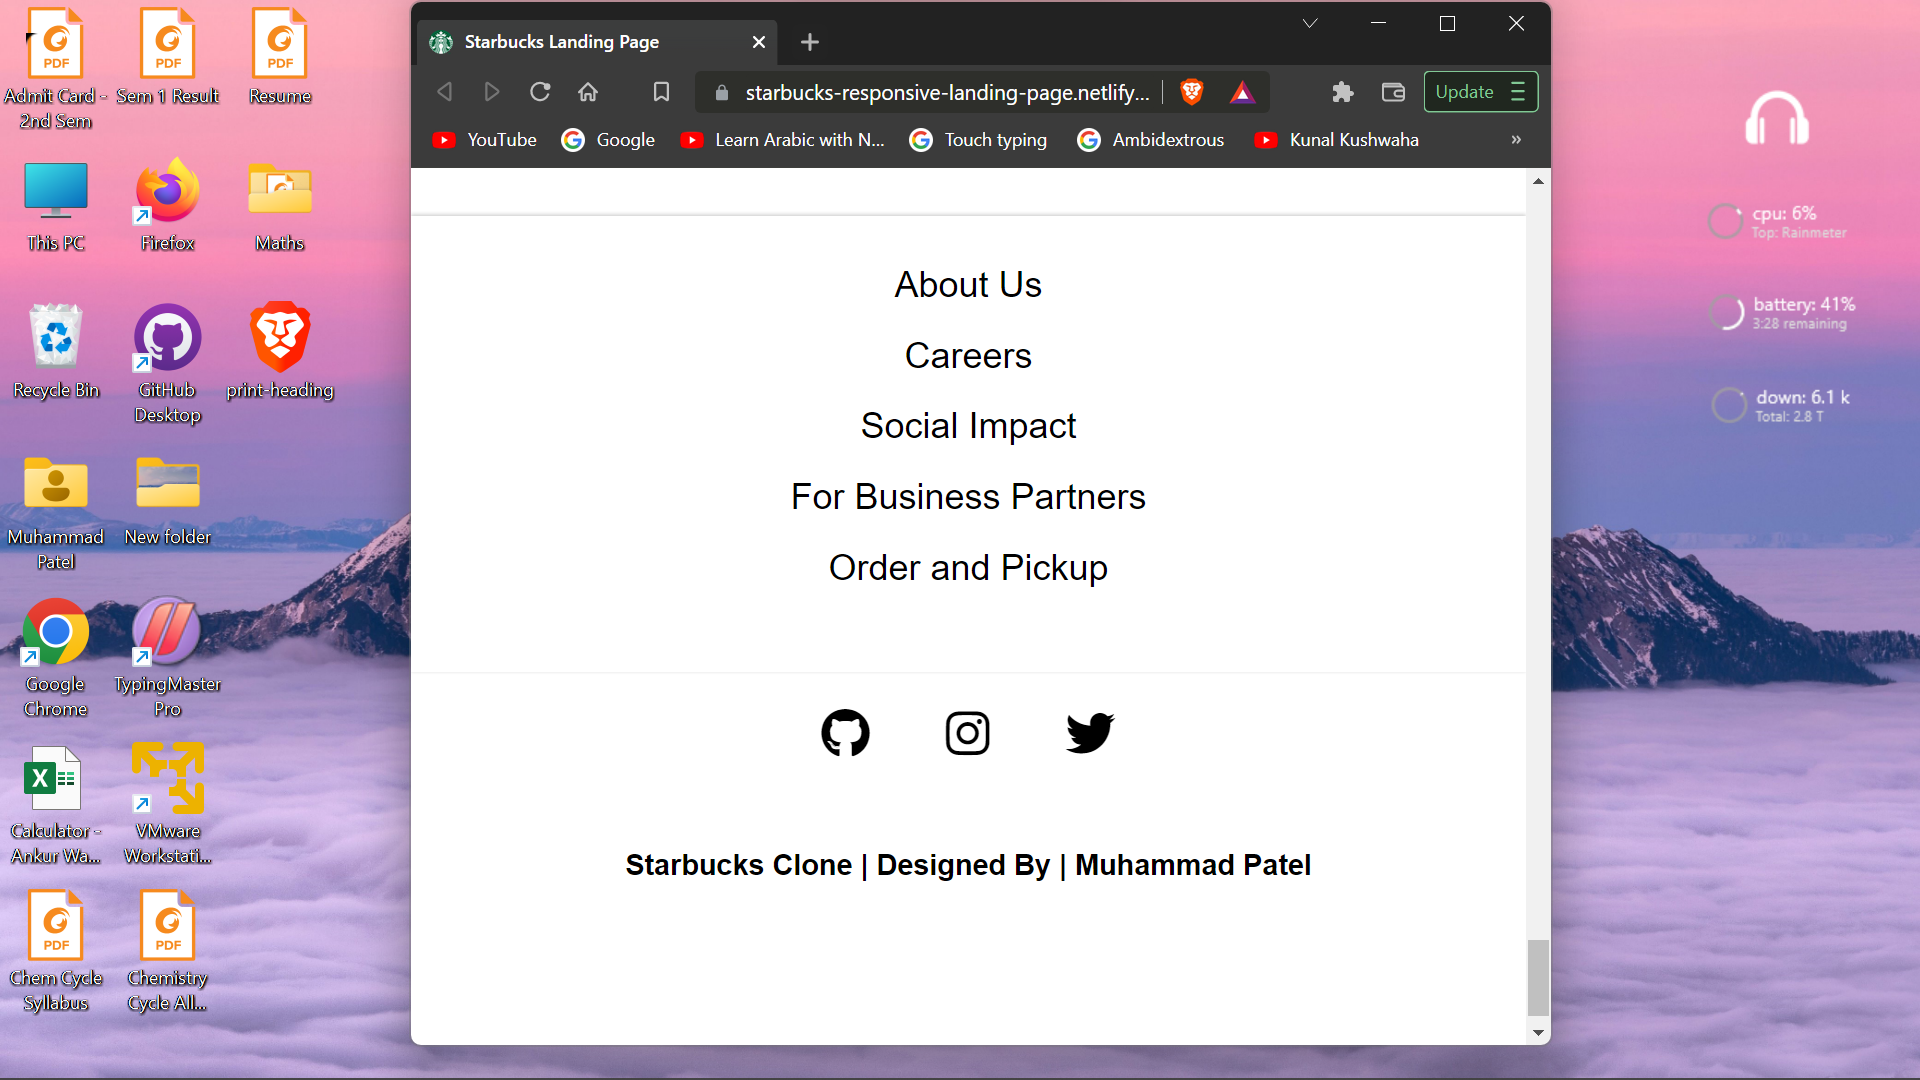 Admit Card -
2nd Sem
Sem 1 Result
Resume
This PC
Firefox
Maths
Recycle Bin
GitHub
Desktop
print-heading
Muhammad
Patel
New folder
Google
Chrome
TypingMaster
Pro
Calculator -
Ankur Wa...
VMware
Workstati...
Chem Cycle
Syllabus
Chemistry
Cycle All...
PDF
PDF
PDF
PDF
PDF
Starbucks Landing Page
starbucks-responsive-landing-page.netlify...
Update
YouTube
Google
Learn Arabic with N...
Touch typing
Ambidextrous
Kunal Kushwaha
»
About Us
Careers
Social Impact
For Business Partners
Order and Pickup
Starbucks Clone | Designed By | Muhammad Patel
cpu: 6%
Top: Rainmeter
battery: 41%
3:28 remaining
down: 6.1 k
Total: 2.8 T